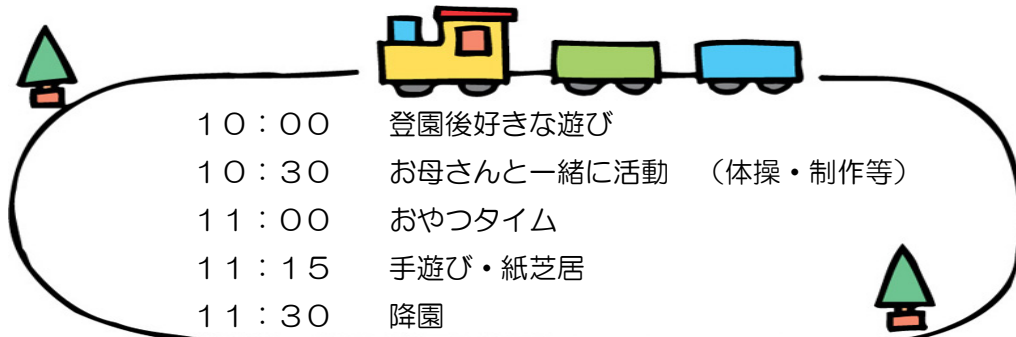 １０：００　　登園後好きな遊び
１０：３０　　お母さんと一緒に活動　（体操・制作等）
１１：００　　おやつタイム
１１：１５　　手遊び・紙芝居
１１：３０　　降園